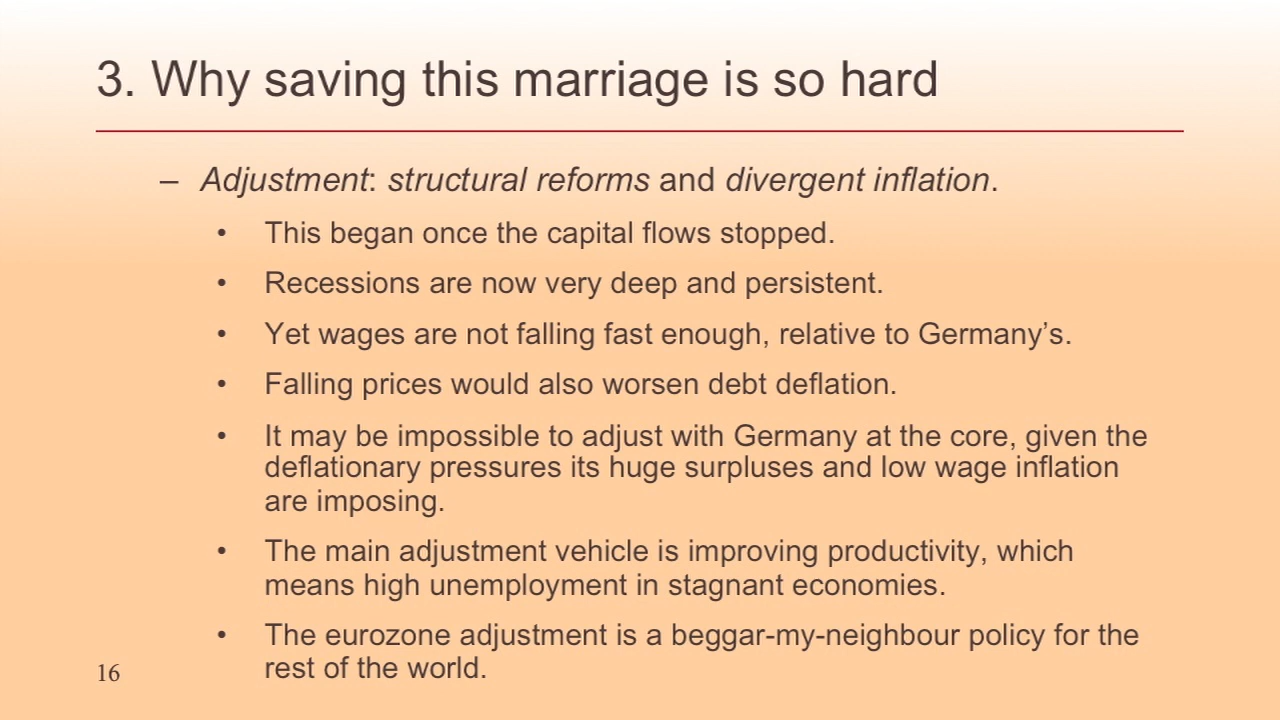 3. Why saving this marriage is so hard
– Adjustment: structural reforms and divergent inflation.
• This began once the capital flows stopped.
• Recessions are now very deep and persistent.
• Yet wages are not falling fast enough, relative to Germany’s.
• Falling prices would also worsen debt deflation.
• It may be impossible to adjust with Germany at the core, given the
deflationary pressures its huge surpluses and low wage inflation
are imposing.
• The main adjustment vehicle is improving productivity, which
means high unemployment in stagnant economies.
• The eurozone adjustment is a beggar-my-neighbour policy for the
rest of the world.
16